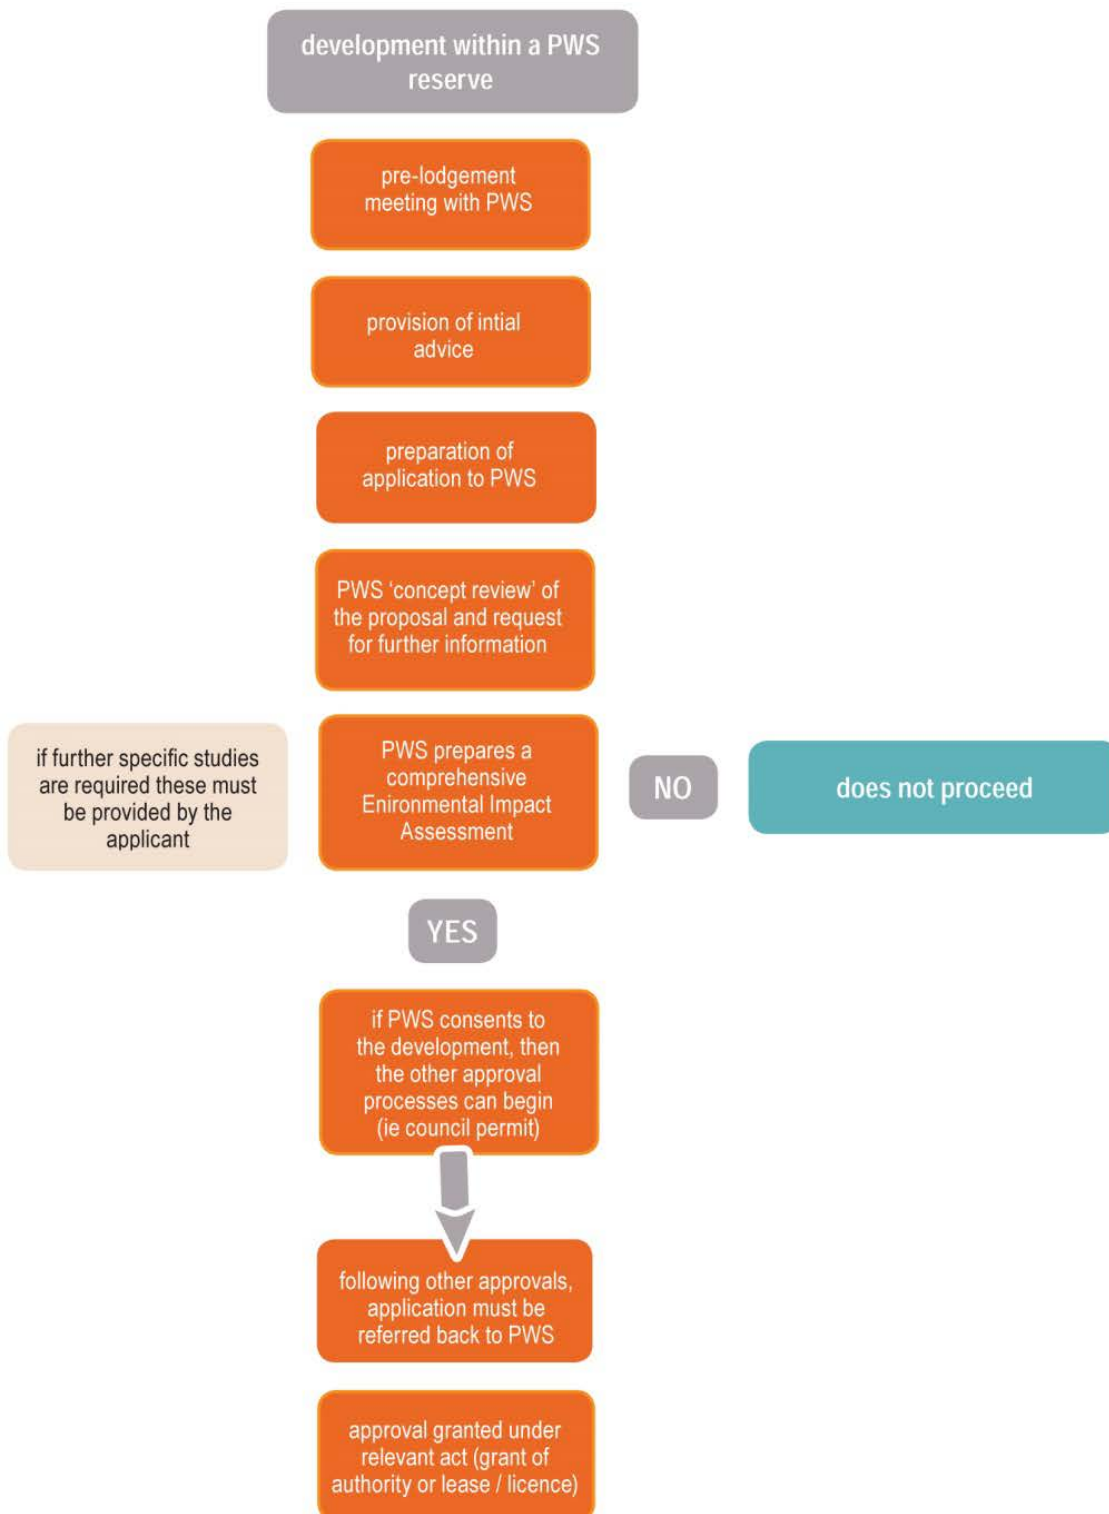 development within a PWS
reserve
pre-lodgement
meeting with PWS
provision of intial
advice
preparation of
application to PWS
PWS ‘concept review’ of
the proposal and request
for further information
if further specific studies
are required these must
be provided by the
applicant
PWS prepares a
comprehensive
Enironmental Impact
Assessment
NO
does not proceed
YES
if PWS consents to
the development, then
the other approval
processes can begin
(ie council permit)
following other approvals,
application must be
referred back to PWS
approval granted under
relevant act (grant of
authority or lease / licence)